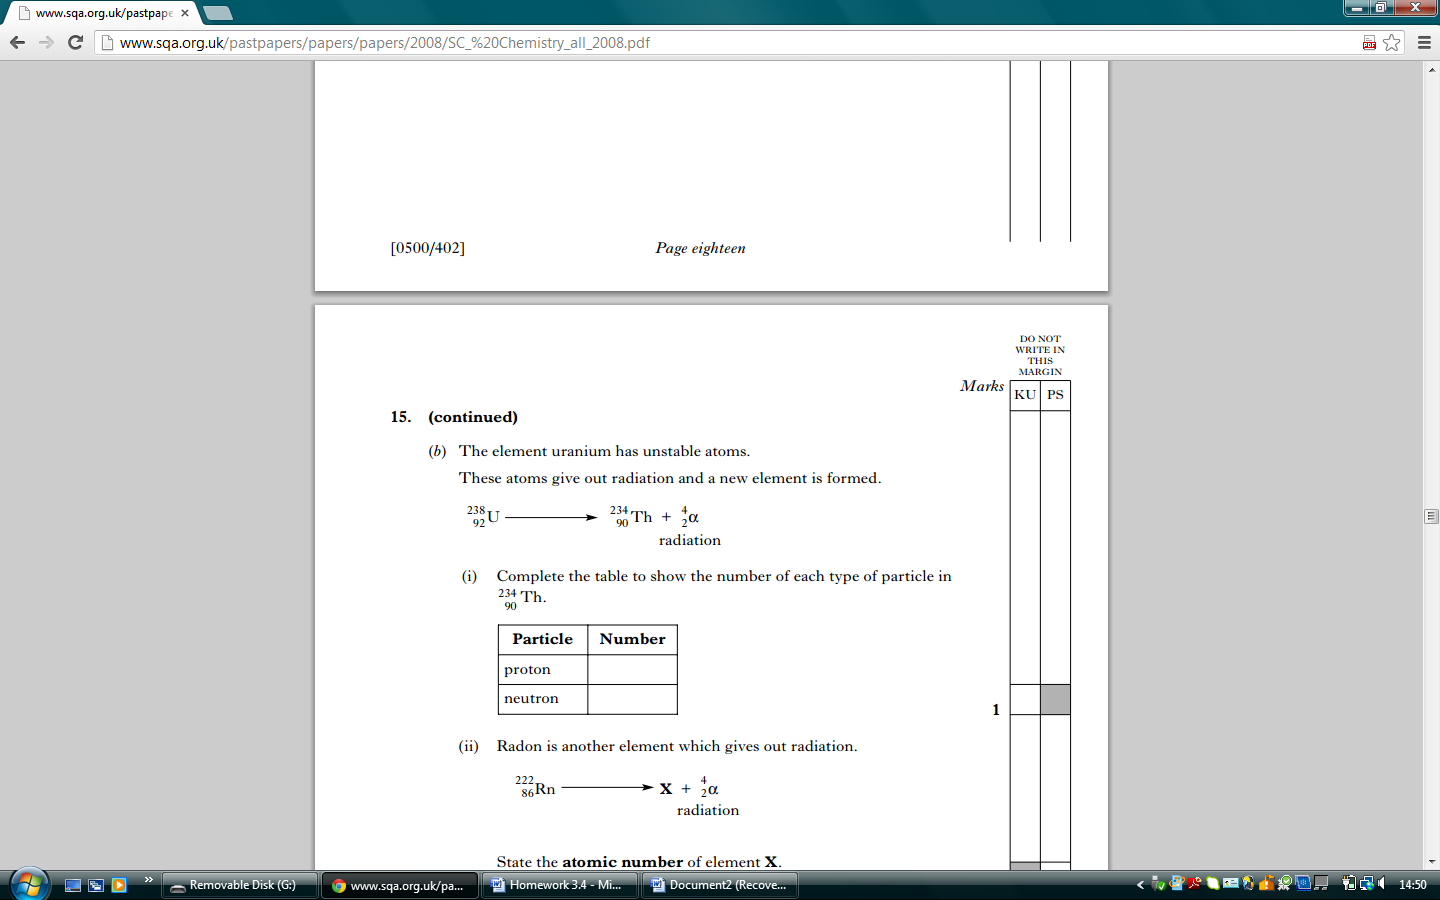 www.sqa.org.uk/pastpape
www.sqa.org.uk/pastpapers/papers/papers/2008/SC_%20Chemistry_all_2008.pdf
[0500/402]
Page eighteen
DO NOT
WRITE IN
THIS
MARGIN
Marks
KU PS
15. (continued)
(b) The element uranium has unstable atoms.
These atoms give out radiation and a new element is formed.
238 92 U → 234 90 Th + 4 2 α
radiation
(i) Complete the table to show the number of each type of particle in
234 90 Th.
Particle Number
proton
neutron
1
(ii) Radon is another element which gives out radiation.
222 86 Rn → X + 4 2 α
radiation
State the atomic number of element X.
Removable Disk (G:)
www.sqa.org.uk/pa...
Homework 3.4 - Mi...
Document2 (Recove...
14:50